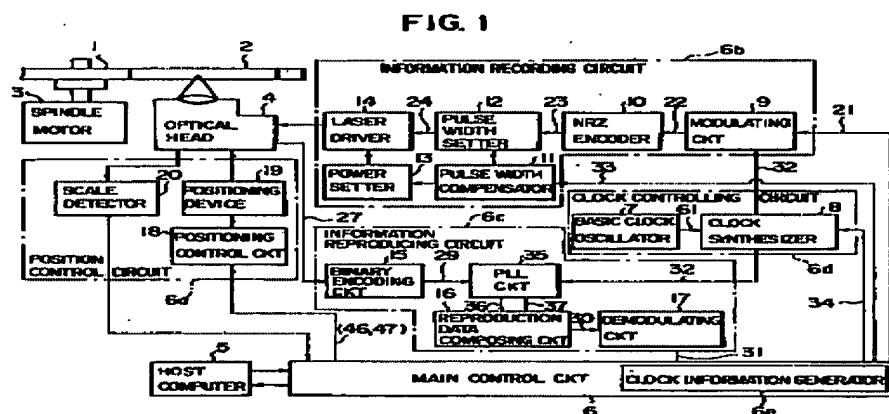 FIG. 1
6b
INFORMATION RECORDING CIRCUIT
1
2
3
SPINDLE MOTOR
4
OPTICAL HEAD
14
LASER DRIVER
24
12
PULSE WIDTH SETTER
23
10
NRZ ENCODER
22
9
MODULATING CKT
21
13
POWER SETTER
11
PULSE WIDTH COMPENSATOR
33
32
20
SCALE DETECTOR
19
POSITIONING DEVICE
18
POSITIONING CONTROL CKT
POSITION CONTROL CIRCUIT
6a
27
6c
INFORMATION REPRODUCING CIRCUIT
CLOCK CONTROLLING CIRCUIT
7
BASIC CLOCK OSCILLATOR
61
8
CLOCK SYNTHESIZER
6d
34
15
BINARY ENCODING CKT
29
35
PLL CKT
32
36
37
16
REPRODUCTION DATA COMPOSING CKT
30
17
DEMODULATING CKT
31
(46,47)
5
HOST COMPUTER
MAIN CONTROL CKT
CLOCK INFORMATION GENERATOR
6
6e